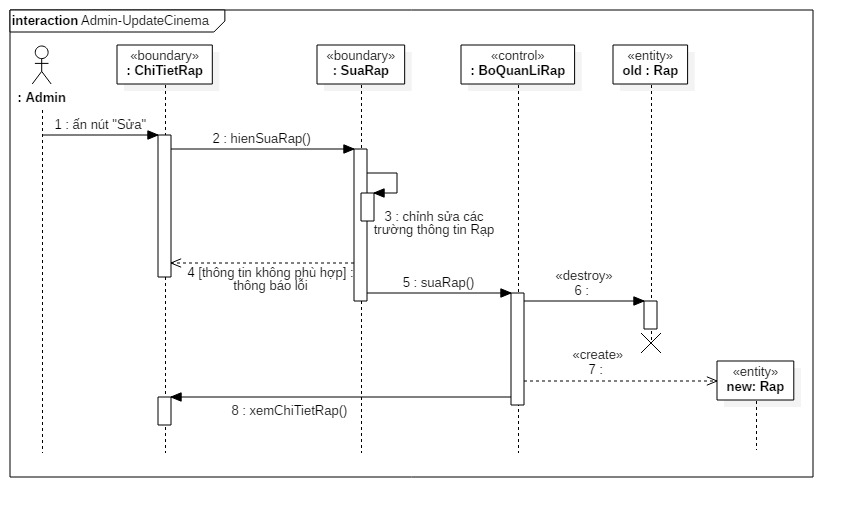 interaction Admin-UpdateCinema
«boundary»
: ChiTietRap
«boundary»
: SuaRap
«control»
: BoQuanLiRap
«entity»
old : Rap
: Admin
1 : ấn nút "Sửa"
2 : hienSuaRap()
3 : chỉnh sửa các
trường thông tin Rạp
4 [thông tin không phù hợp] :
thông báo lỗi
5 : suaRap()
«destroy»
6 :
«create»
7 :
«entity»
new: Rap
8 : xemChiTietRap()